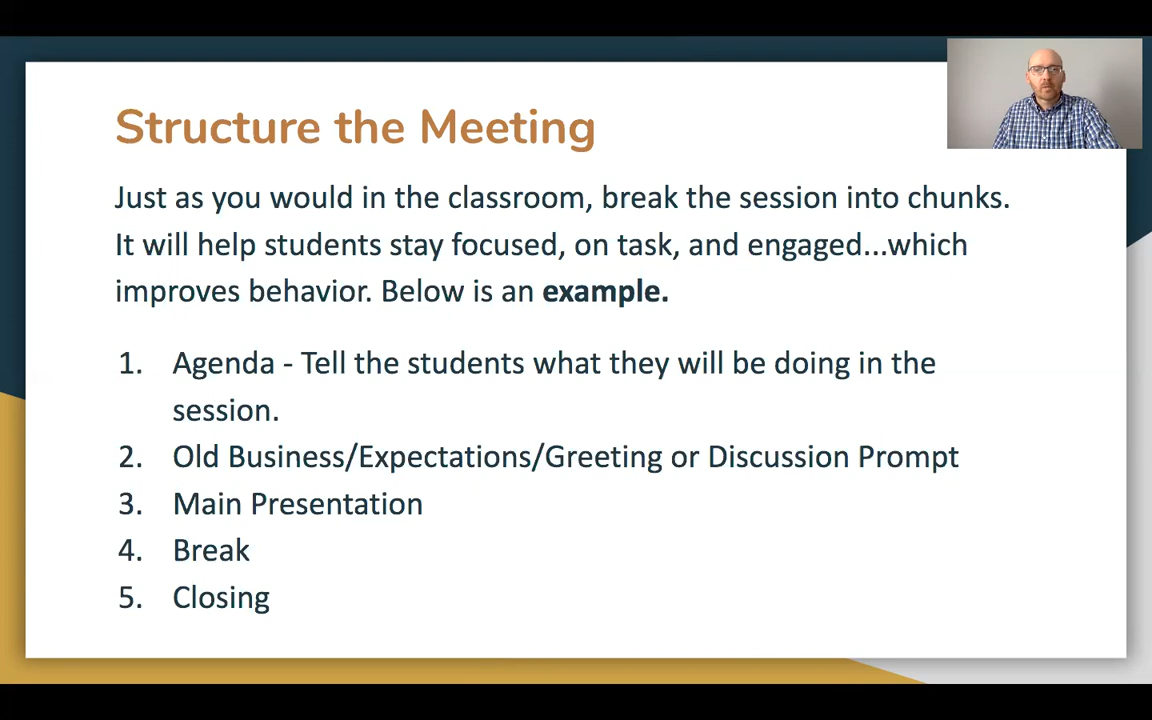 Structure the Meeting
Just as you would in the classroom, break the session into chunks.
It will help students stay focused, on task, and engaged...which
improves behavior. Below is an example.
1. Agenda - Tell the students what they will be doing in the
session.
2. Old Business/Expectations/Greeting or Discussion Prompt
3. Main Presentation
4. Break
5. Closing